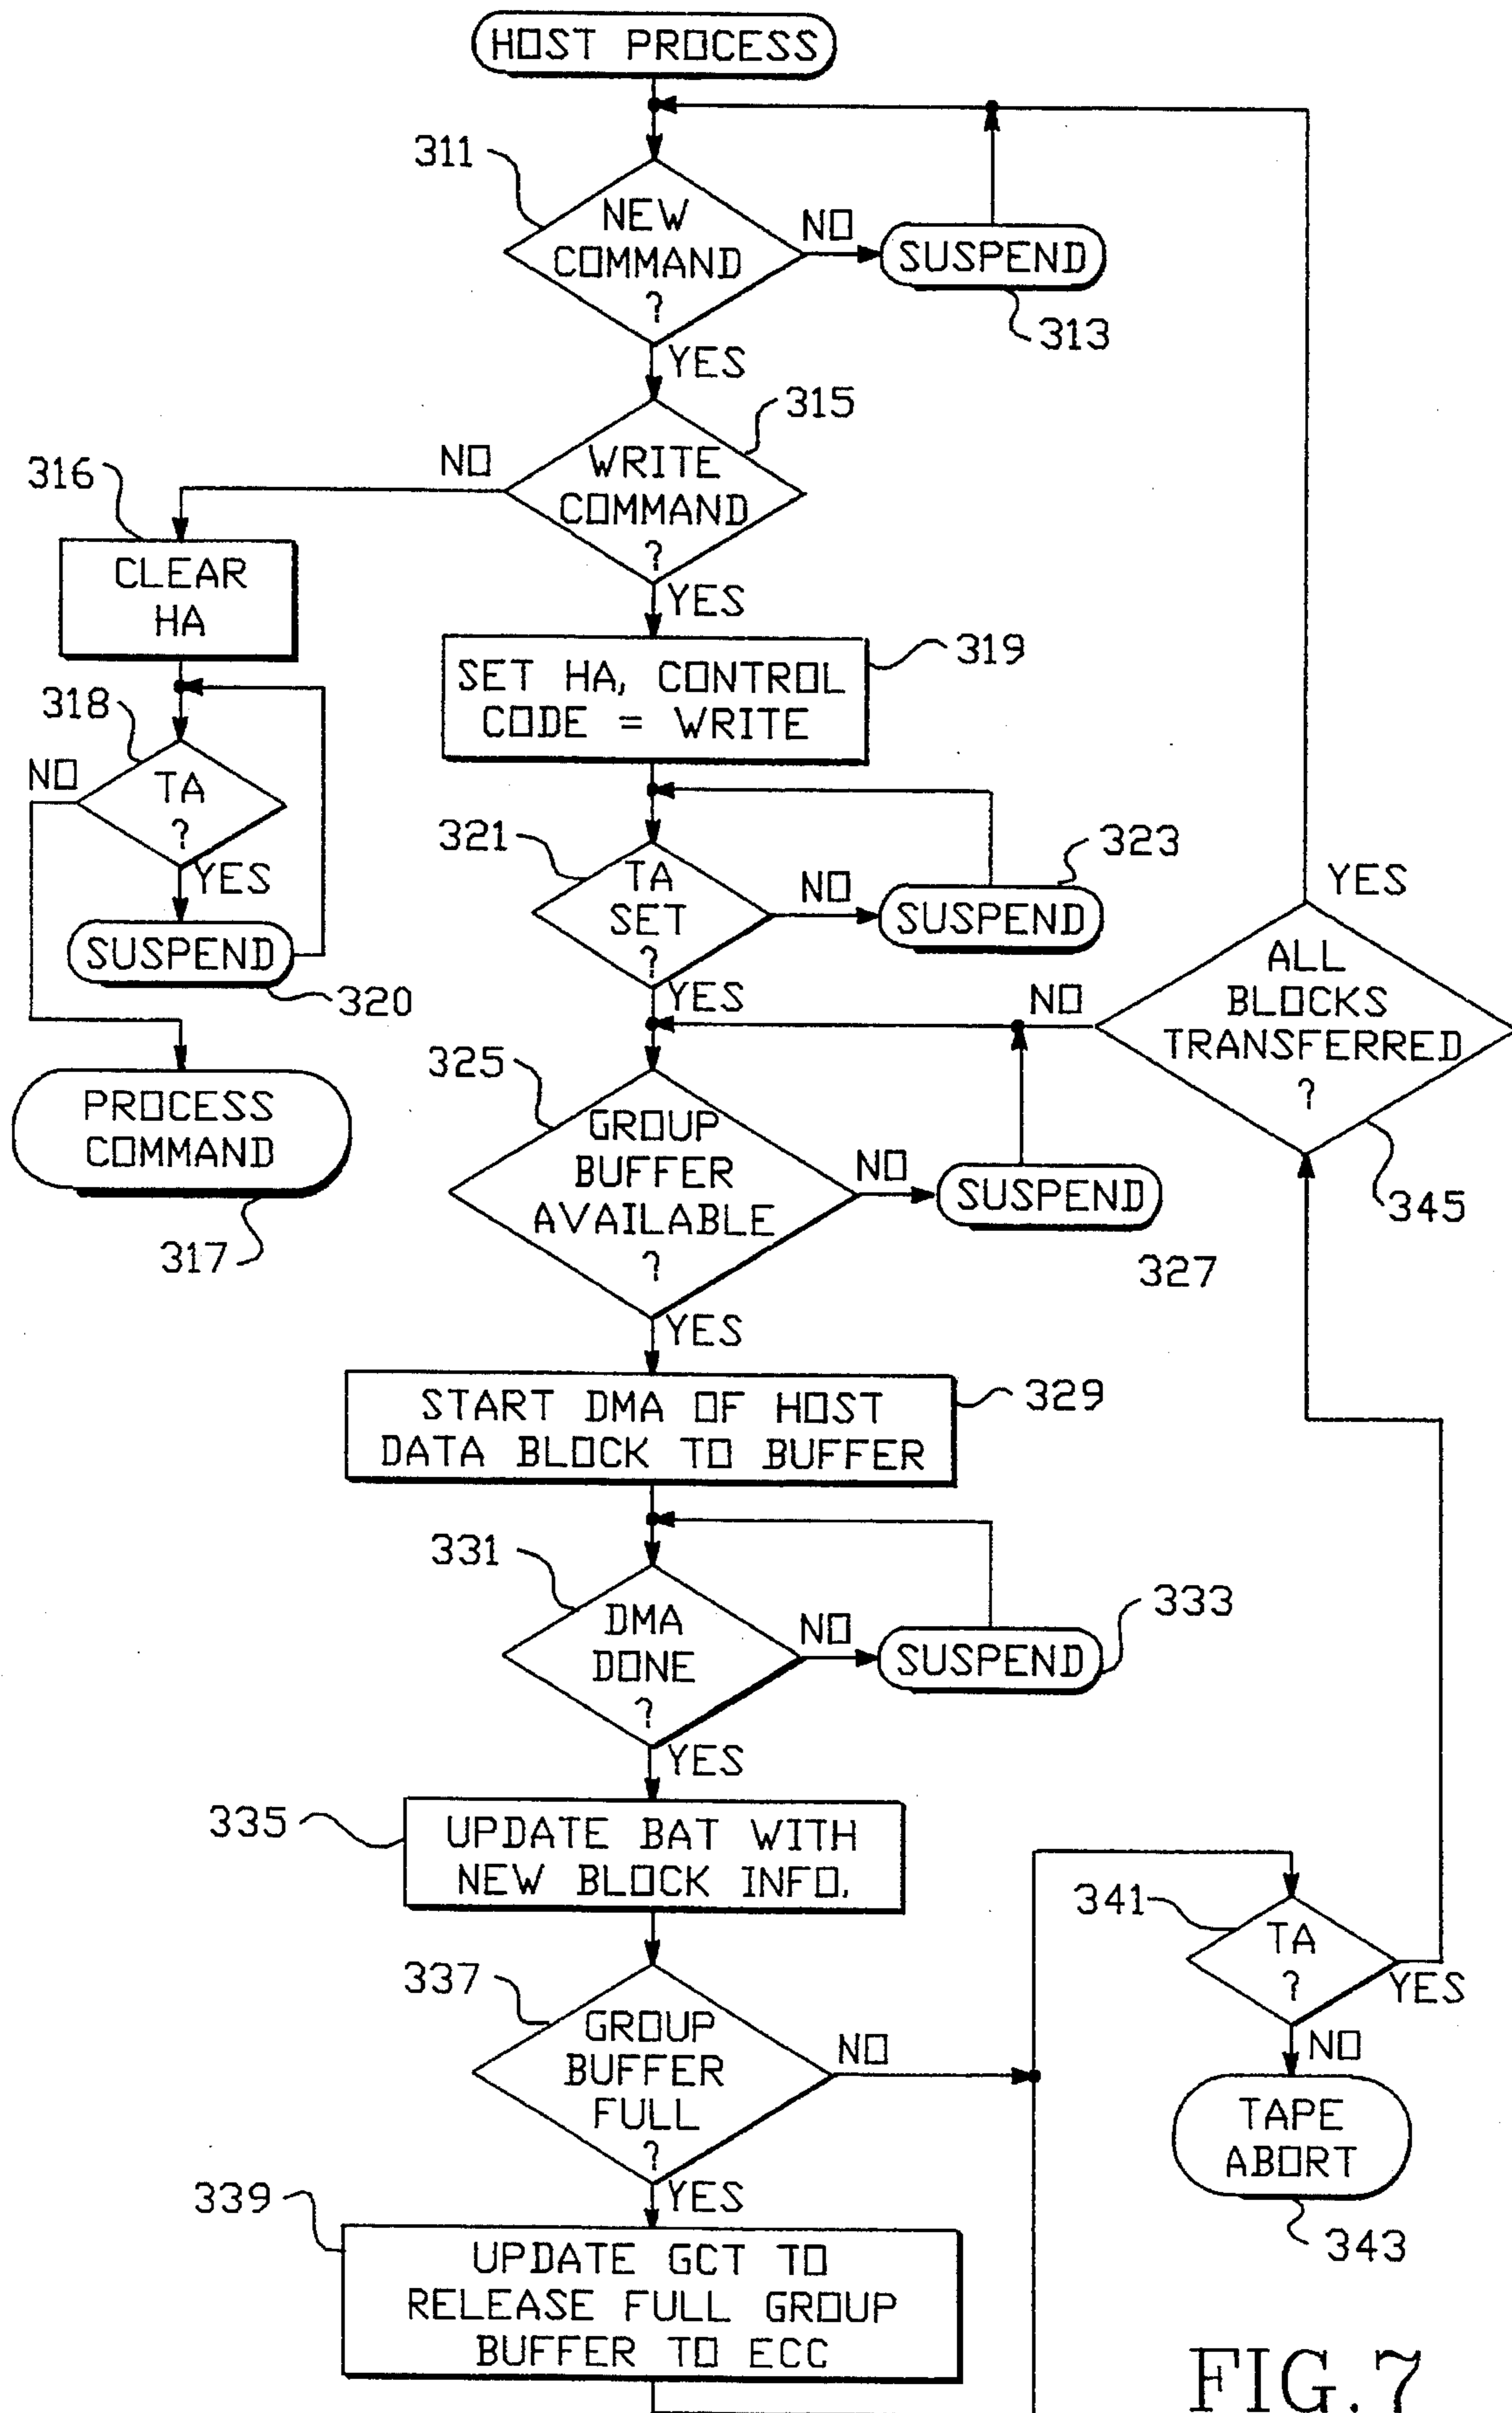 HOST PROCESS
311
NEW
COMMAND
?
NO
SUSPEND
313
YES
315
WRITE
COMMAND
?
NO
316
CLEAR
HA
YES
319
SET HA, CONTROL
CODE = WRITE
318
NO
TA
?
YES
SUSPEND
320
PROCESS
COMMAND
317
321
TA
SET
?
NO
SUSPEND
323
YES
YES
ALL
BLOCKS
TRANSFERRED
?
NO
345
325
GROUP
BUFFER
AVAILABLE
?
NO
SUSPEND
327
YES
START DMA OF HOST
DATA BLOCK TO BUFFER
329
331
DMA
DONE
?
NO
SUSPEND
333
YES
335
UPDATE BAT WITH
NEW BLOCK INFO.
337
GROUP
BUFFER
FULL
?
NO
341
TA
?
YES
NO
TAPE
ABORT
343
YES
339
UPDATE GCT TO
RELEASE FULL GROUP
BUFFER TO ECC
FIG. 7